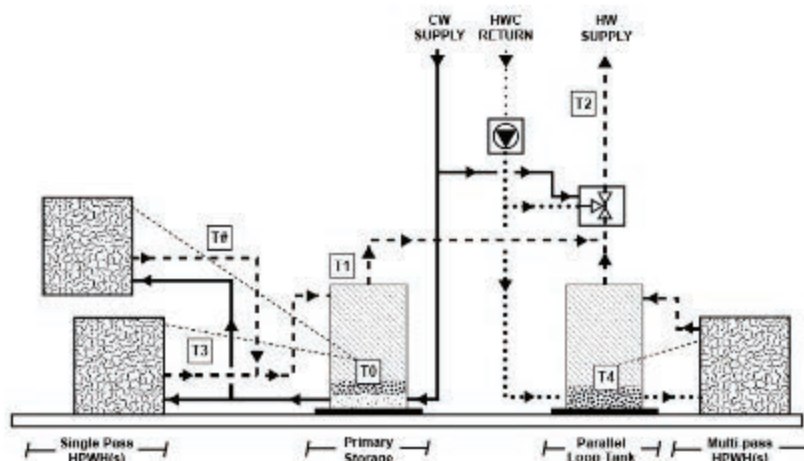 CW
SUPPLY
HWC
RETURN
HW
SUPPLY
T2
T#
T1
T3
T0
T4
Single Pass
HPWH(s)
Primary
Storage
Parallel
Loop Tank
Multi-pass
HPWH(s)